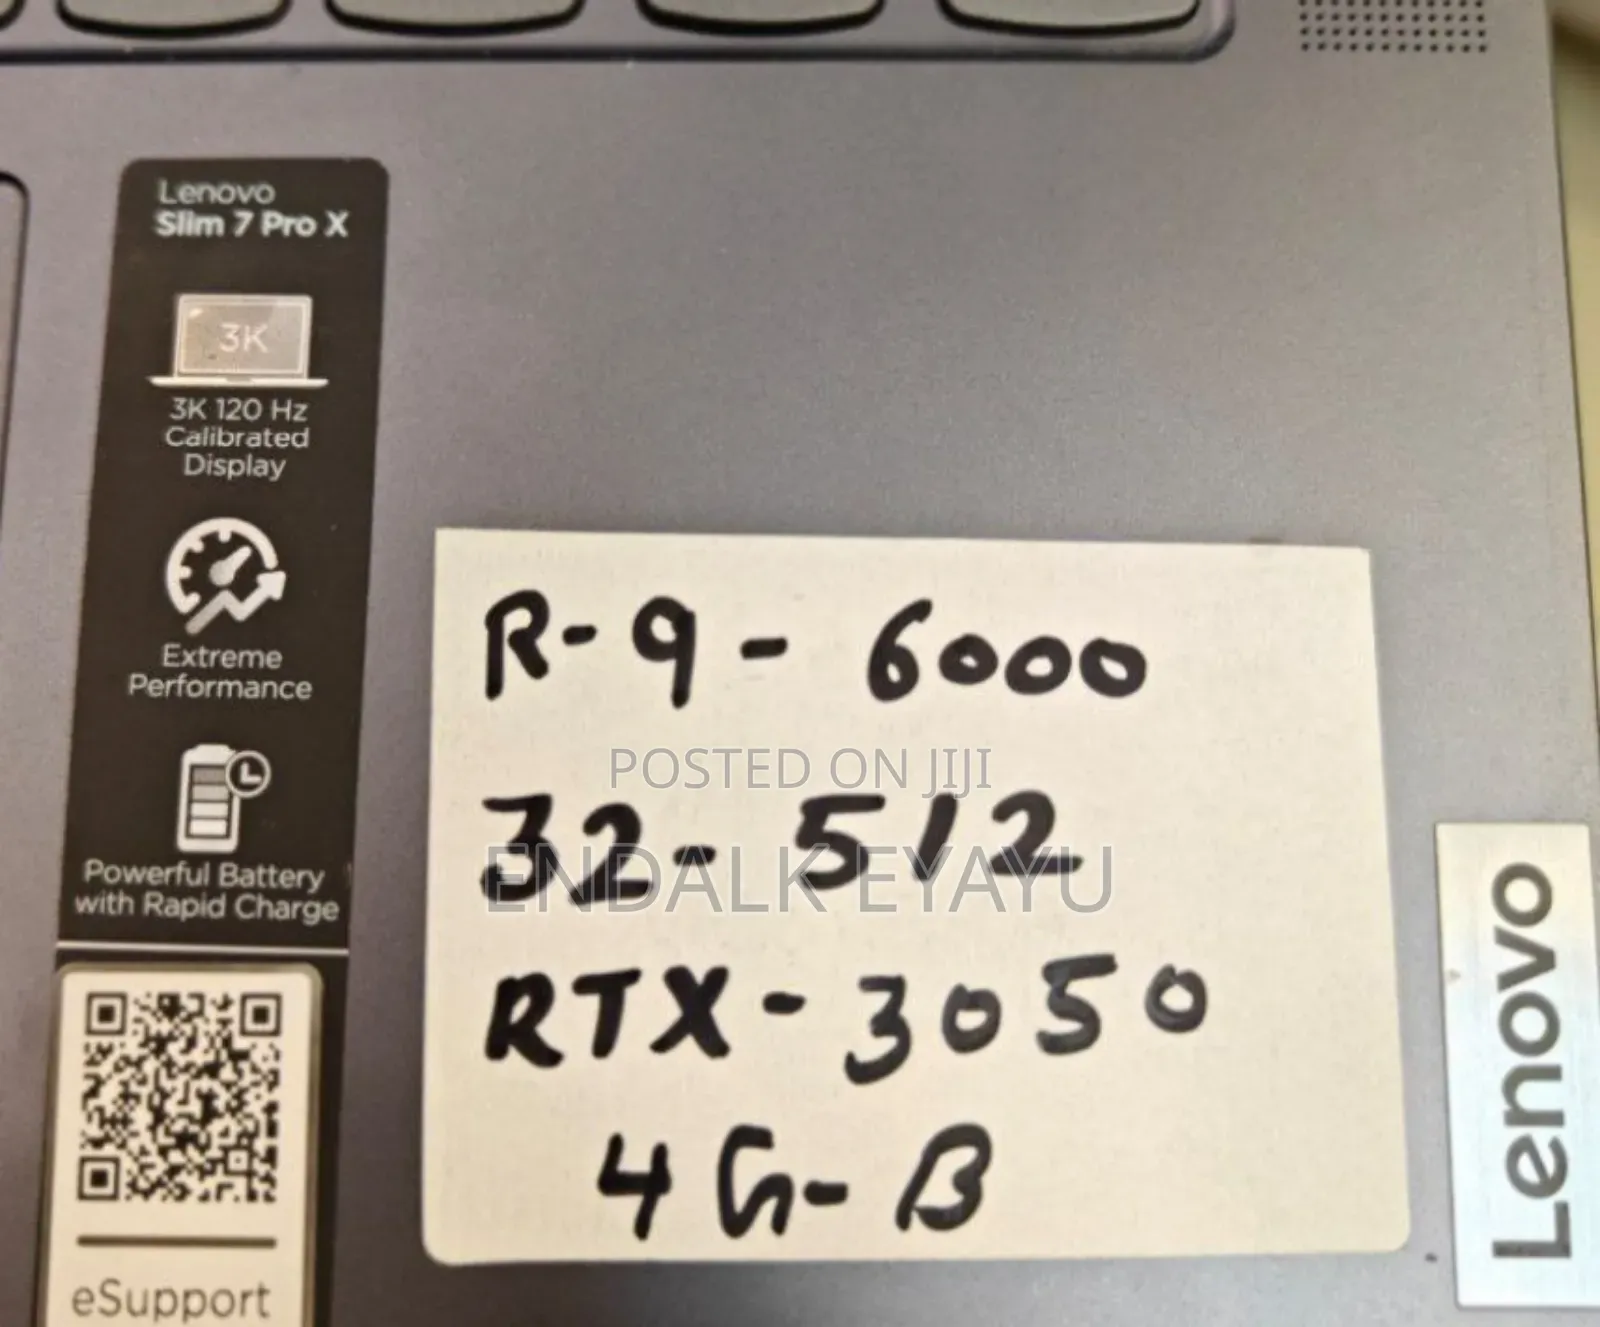 Lenovo
Slim 7 Pro X
3K
3K 120 Hz
Calibrated
Display
Extreme
Performance
Powerful Battery
with Rapid Charge
eSupport
R-9-6000
32-512
RTX-3050
4G-B
POSTED ON JIJI
ENDALK EYAYU
Lenovo